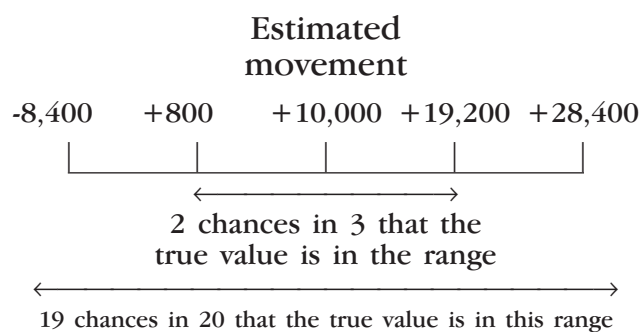 Estimated
movement
-8,400 +800 +10,000 +19,200 +28,400
2 chances in 3 that the
true value is in the range
19 chances in 20 that the true value is in this range